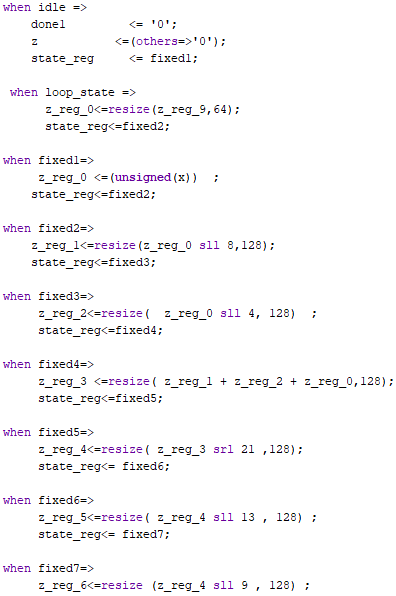 when idle =>
done1 <= '0';
z <=(others=>'0');
state_reg <= fixed1;
when loop_state =>
z_reg_0<=resize(z_reg_9,64);
state_reg<=fixed2;
when fixed1=>
z_reg_0 <=(unsigned(x)) ;
state_reg<=fixed2;
when fixed2=>
z_reg_1<=resize(z_reg_0 sll 8,128);
state_reg<=fixed3;
when fixed3=>
z_reg_2<=resize( z_reg_0 sll 4, 128) ;
state_reg<=fixed4;
when fixed4=>
z_reg_3 <=resize( z_reg_1 + z_reg_2 + z_reg_0,128);
state_reg<=fixed5;
when fixed5=>
z_reg_4<=resize( z_reg_3 srl 21 ,128);
state_reg<= fixed6;
when fixed6=>
z_reg_5<=resize( z_reg_4 sll 13 , 128) ;
state_reg<= fixed7;
when fixed7=>
z_reg_6<=resize (z_reg_4 sll 9 , 128) ;